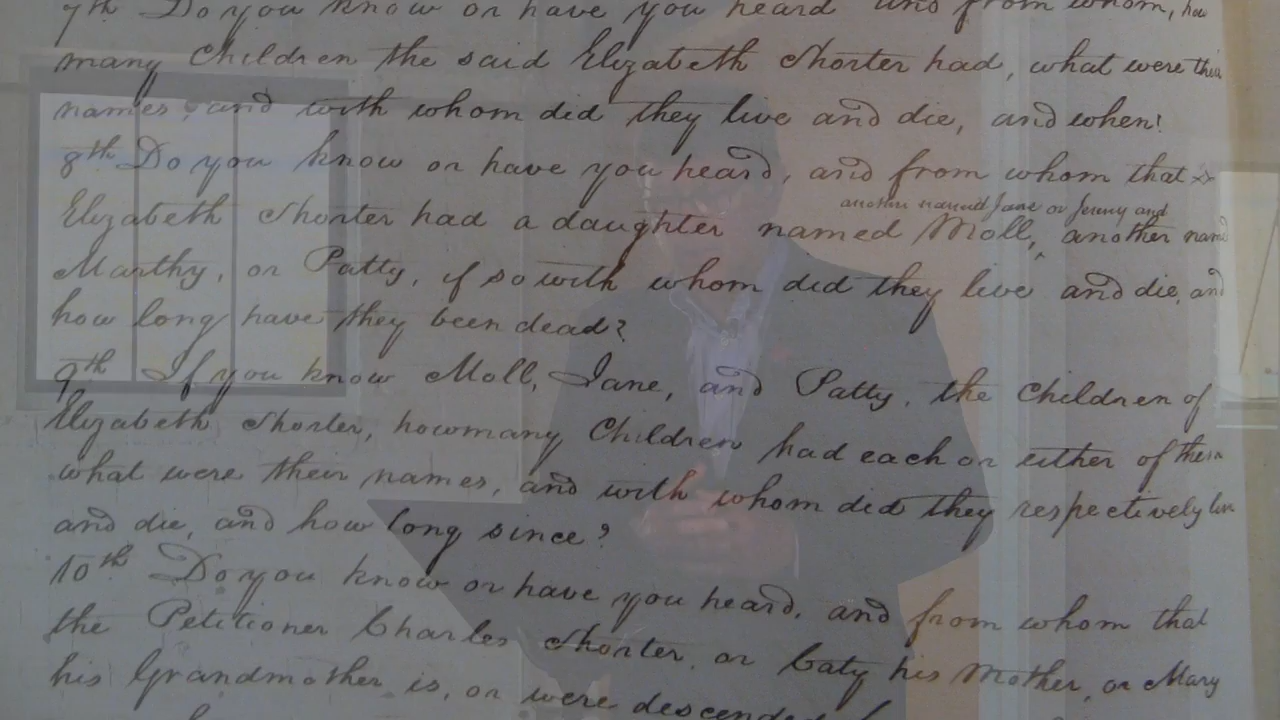 7th Do you know or have you heard and from whom, how
many Children the said Elizabeth Shorter had, what were their
names, and with whom did they live and die, and when!
8th Do you know or have you heard, and from whom that
another named Jane or Jenny and
Elizabeth Shorter had a daughter named Moll, another named
Marthy, or Patty, if so with whom did they live and die, and
how long have they been dead?
9th If you know Moll, Jane, and Patty, the Children of
Elizabeth Shorter, howmany Children had each or either of them
what were their names, and with whom did they respectively live
and die, and how long since?
10th Do you know or have you heard, and from whom that
the Petitioner Charles Shorter, or Caty his Mother, or Mary
his Grandmother is, or were descended